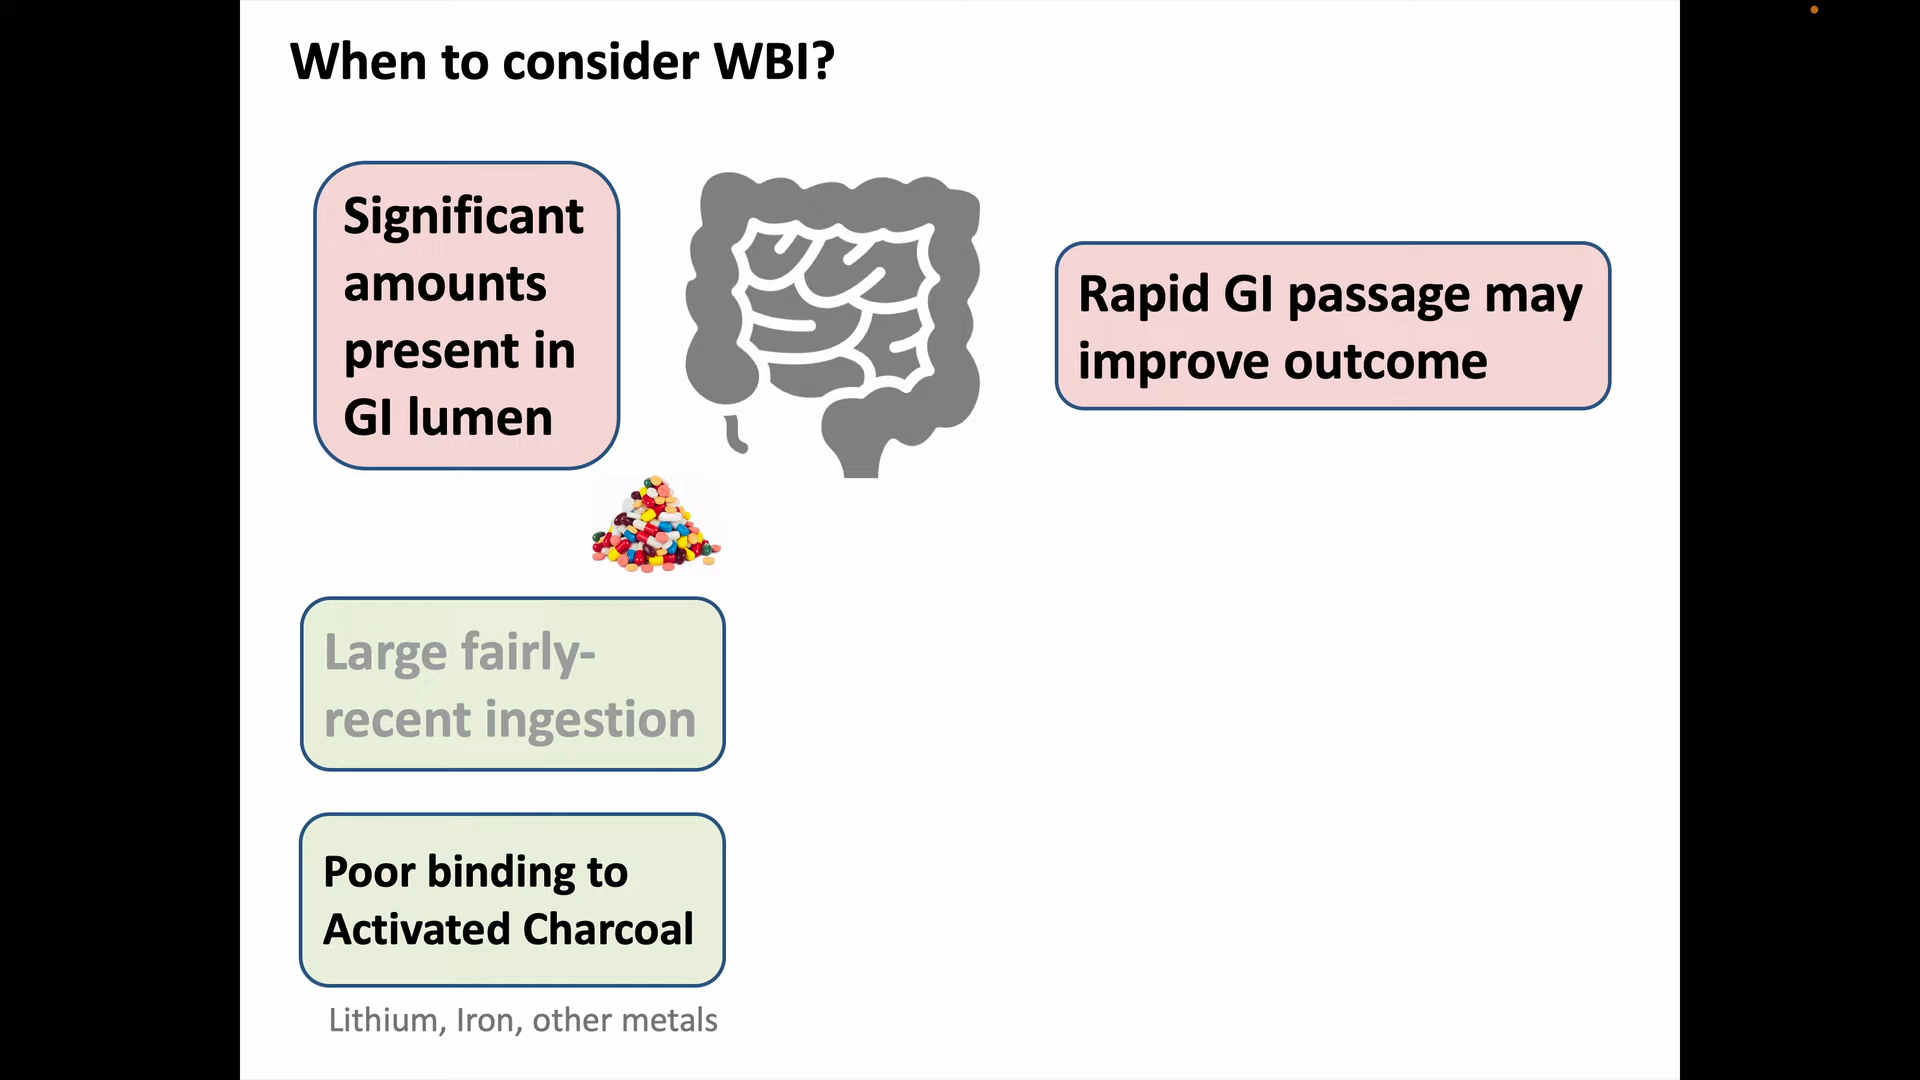 When to consider WBI?
Significant
amounts
present in
GI lumen
Rapid GI passage may
improve outcome
Large fairly-
recent ingestion
Poor binding to
Activated Charcoal
Lithium, Iron, other metals